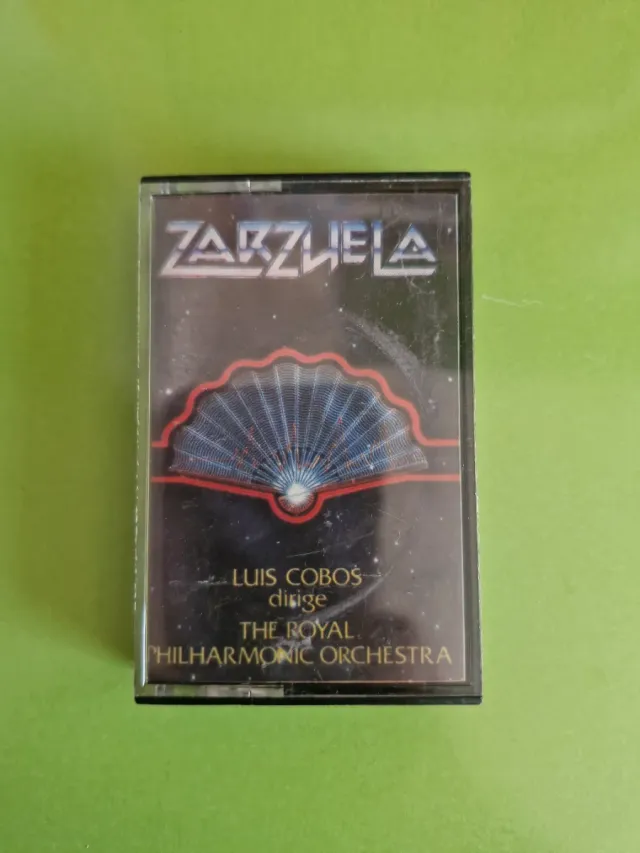 ZARZUELA
LUIS COBOS
dirige
THE ROYAL
PHILHARMONIC ORCHESTRA